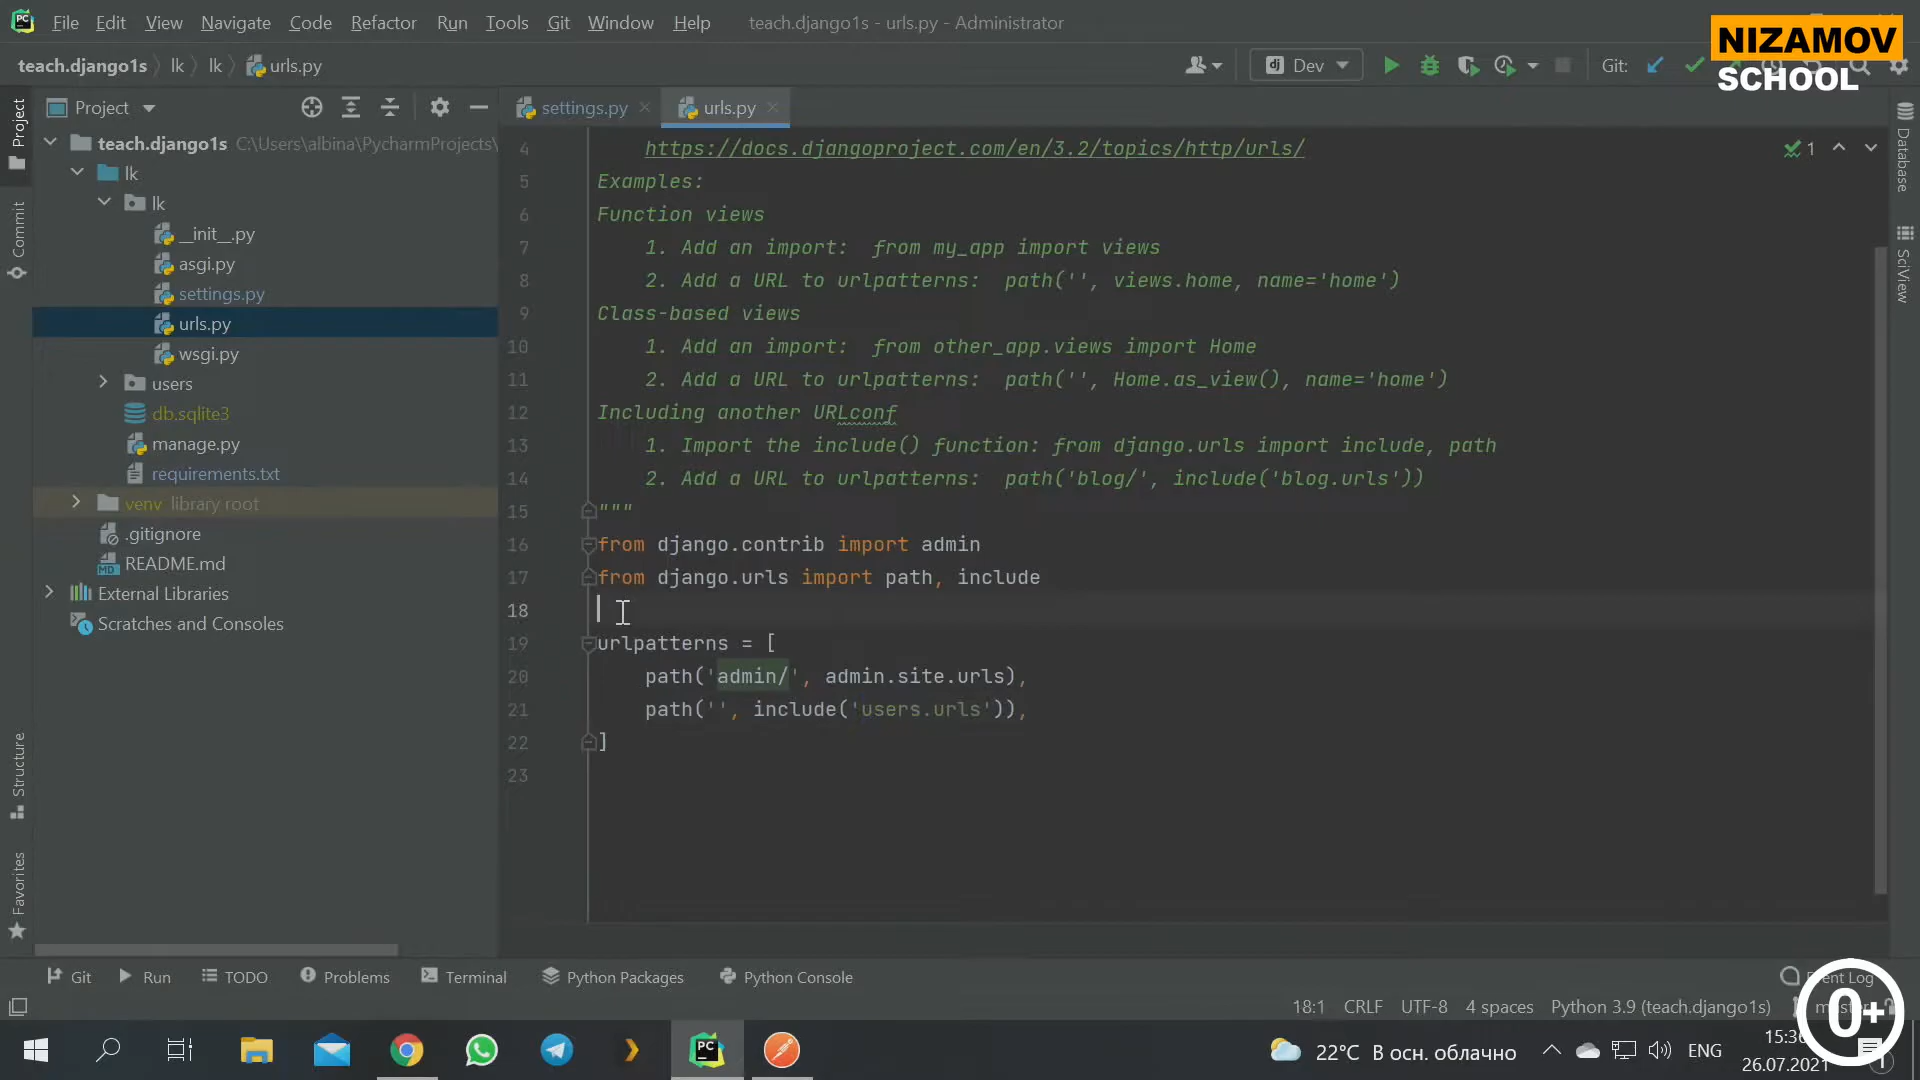 File Edit View Navigate Code Refactor Run Tools Git Window Help teach.django1s - urls.py - Administrator
NIZAMOV
SCHOOL
teach.django1s lk lk urls.py Dev Git:
Project settings.py urls.py
Project
Commit
Structure
Favorites
Database
SciView
teach.django1s C:\Users\albina\PycharmProjects\
lk
lk
__init__.py
asgi.py
settings.py
urls.py
wsgi.py
users
db.sqlite3
manage.py
requirements.txt
venv library root
.gitignore
README.md
External Libraries
Scratches and Consoles
1
4 https://docs.djangoproject.com/en/3.2/topics/http/urls/
5 Examples:
6 Function views
7 1. Add an import: from my_app import views
8 2. Add a URL to urlpatterns: path('', views.home, name='home')
9 Class-based views
10 1. Add an import: from other_app.views import Home
11 2. Add a URL to urlpatterns: path('', Home.as_view(), name='home')
12 Including another URLconf
13 1. Import the include() function: from django.urls import include, path
14 2. Add a URL to urlpatterns: path('blog/', include('blog.urls'))
15 """
16 from django.contrib import admin
17 from django.urls import path, include
18
19 urlpatterns = [
20 path('admin/', admin.site.urls),
21 path('', include('users.urls')),
22 ]
23
Git Run TODO Problems Terminal Python Packages Python Console
18:1 CRLF UTF-8 4 spaces Python 3.9 (teach.django1s)
0+
22°C В осн. облачно ENG 15:36
26.07.2021